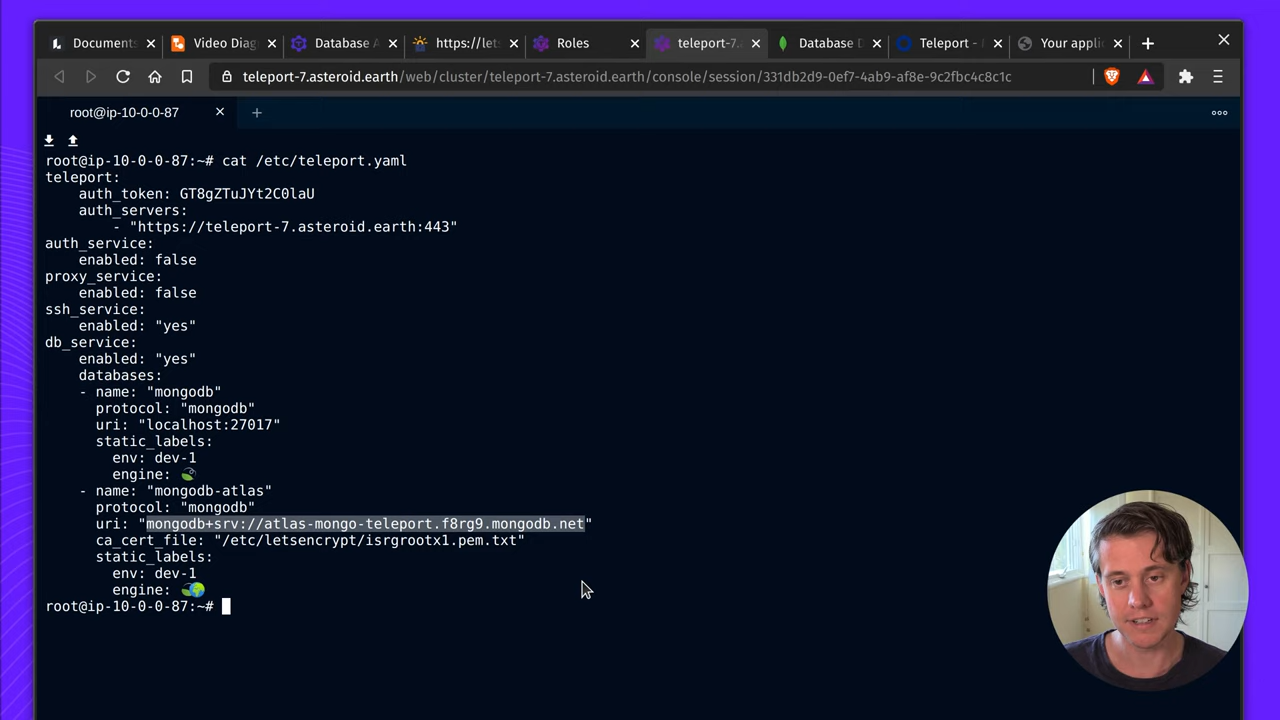 Documents
Video Diag
Database A
https://lets
Roles
teleport-7.
Database D
Teleport -
Your applic
teleport-7.asteroid.earth/web/cluster/teleport-7.asteroid.earth/console/session/331db2d9-0ef7-4ab9-af8e-9c2fbc4c8c1c
root@ip-10-0-0-87
root@ip-10-0-0-87:~# cat /etc/teleport.yaml
teleport:
auth_token: GT8gZTuJYt2C0laU
auth_servers:
- "https://teleport-7.asteroid.earth:443"
auth_service:
enabled: false
proxy_service:
enabled: false
ssh_service:
enabled: "yes"
db_service:
enabled: "yes"
databases:
- name: "mongodb"
protocol: "mongodb"
uri: "localhost:27017"
static_labels:
env: dev-1
engine: 🍃
- name: "mongodb-atlas"
protocol: "mongodb"
uri: "mongodb+srv://atlas-mongo-teleport.f8rg9.mongodb.net"
ca_cert_file: "/etc/letsencrypt/isrgrootx1.pem.txt"
static_labels:
env: dev-1
engine: 🍃🌍
root@ip-10-0-0-87:~#